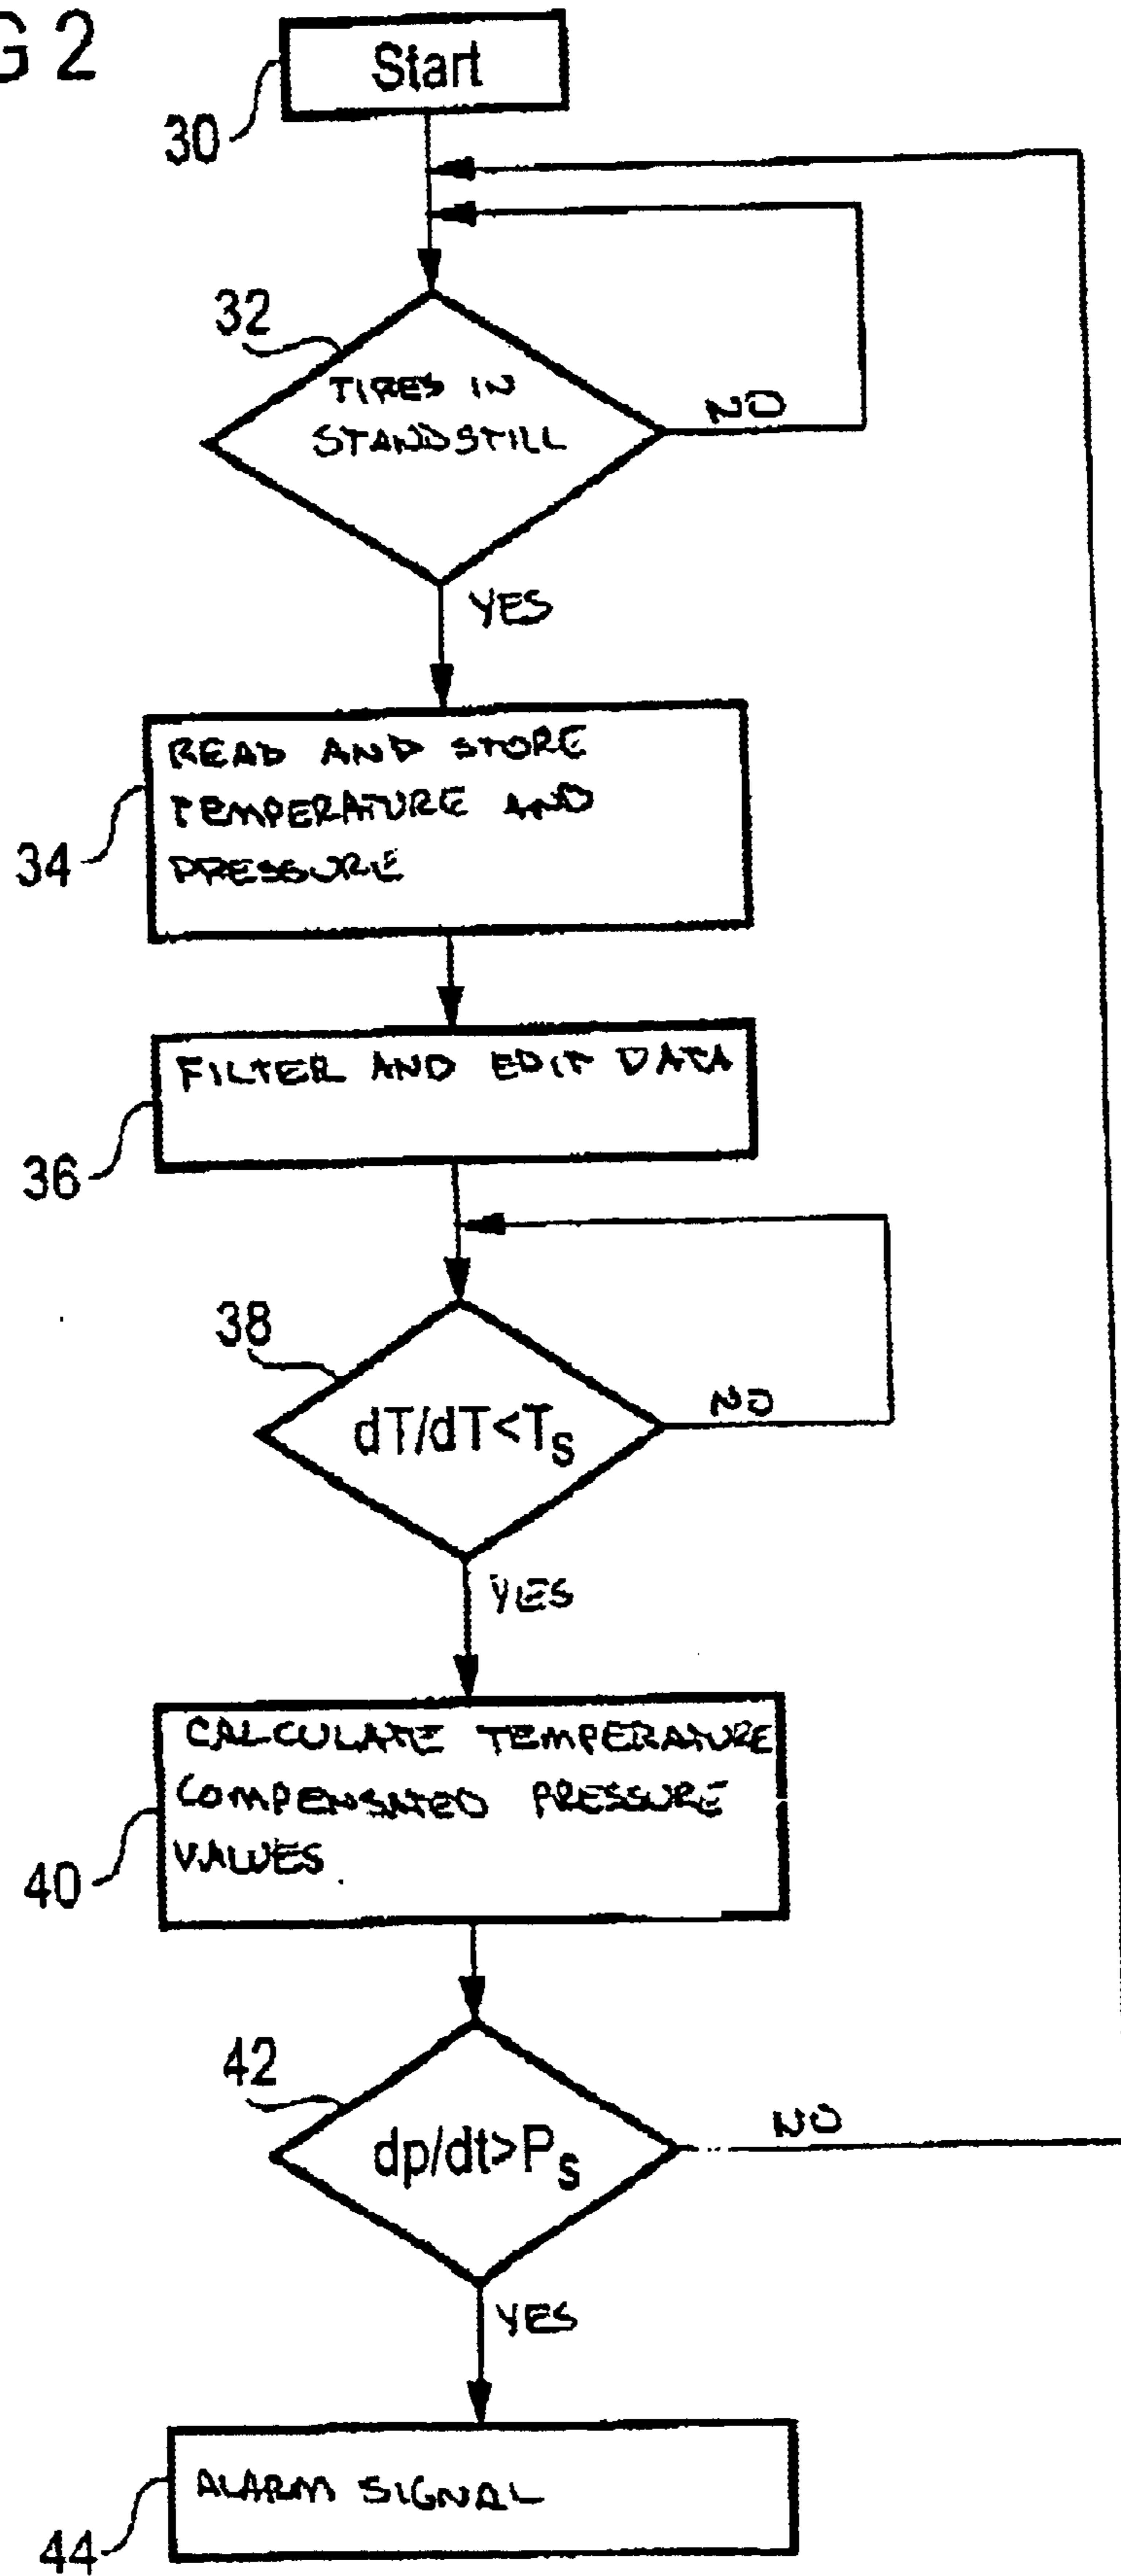 G 2
Start
30
32
TIRES IN
STANDSTILL
NO
YES
READ AND STORE
TEMPERATURE AND
PRESSURE
34
FILTER AND EDIT DATA
36
38
dT/dT<Ts
NO
YES
CALCULATE TEMPERATURE
COMPENSATED PRESSURE
VALUES
40
42
dp/dt>Ps
NO
YES
ALARM SIGNAL
44